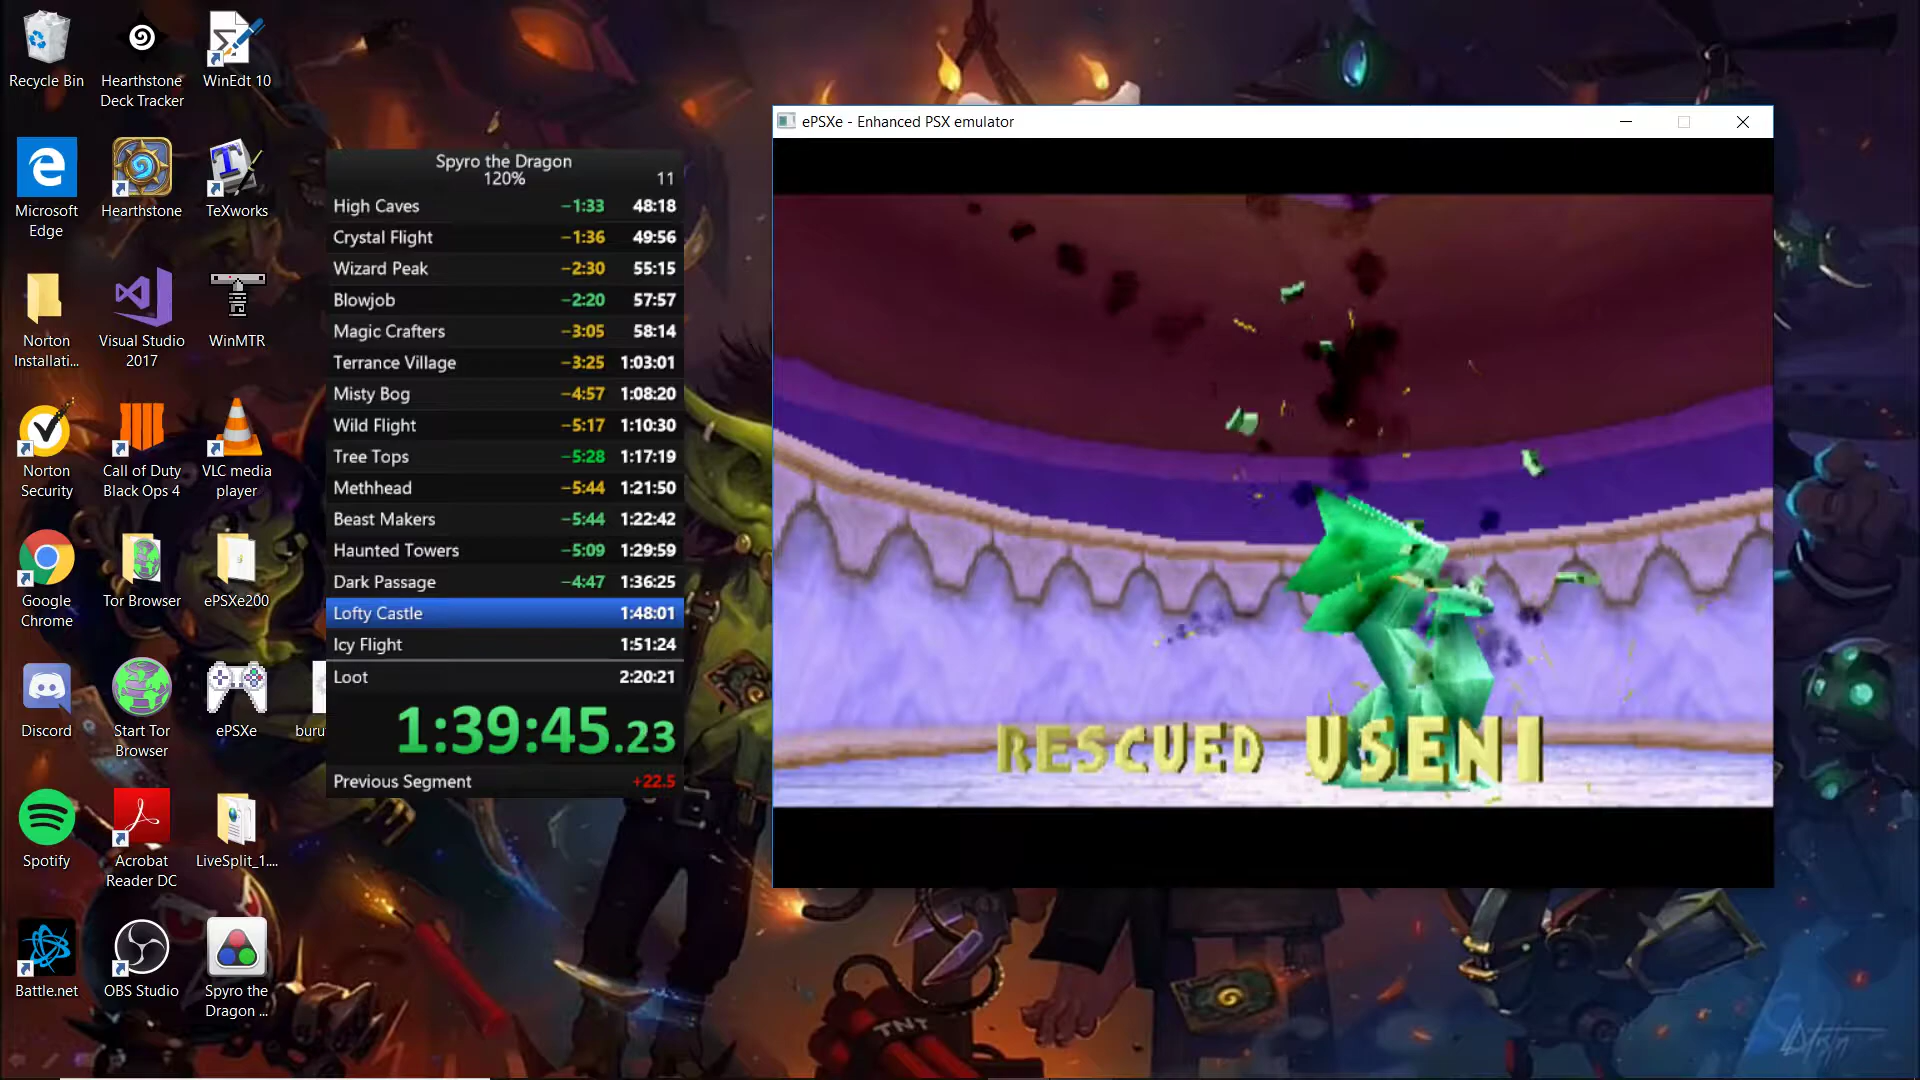 Recycle Bin
Hearthstone Deck Tracker
WinEdt 10
Microsoft Edge
Hearthstone
TeXworks
Norton Installati...
Visual Studio 2017
WinMTR
Norton Security
Call of Duty Black Ops 4
VLC media player
Google Chrome
Tor Browser
ePSXe200
Discord
Start Tor Browser
ePSXe
buru
Spotify
Acrobat Reader DC
LiveSplit_1....
Battle.net
OBS Studio
Spyro the Dragon ...
Spyro the Dragon
120% 11
High Caves −1:33 48:18
Crystal Flight −1:36 49:56
Wizard Peak −2:30 55:15
Blowjob −2:20 57:57
Magic Crafters −3:05 58:14
Terrance Village −3:25 1:03:01
Misty Bog −4:57 1:08:20
Wild Flight −5:17 1:10:30
Tree Tops −5:28 1:17:19
Methhead −5:44 1:21:50
Beast Makers −5:44 1:22:42
Haunted Towers −5:09 1:29:59
Dark Passage −4:47 1:36:25
Lofty Castle 1:48:01
Icy Flight 1:51:24
Loot 2:20:21
1:39:45.23
Previous Segment +22.5
ePSXe - Enhanced PSX emulator
RESCUED USENI
TNT